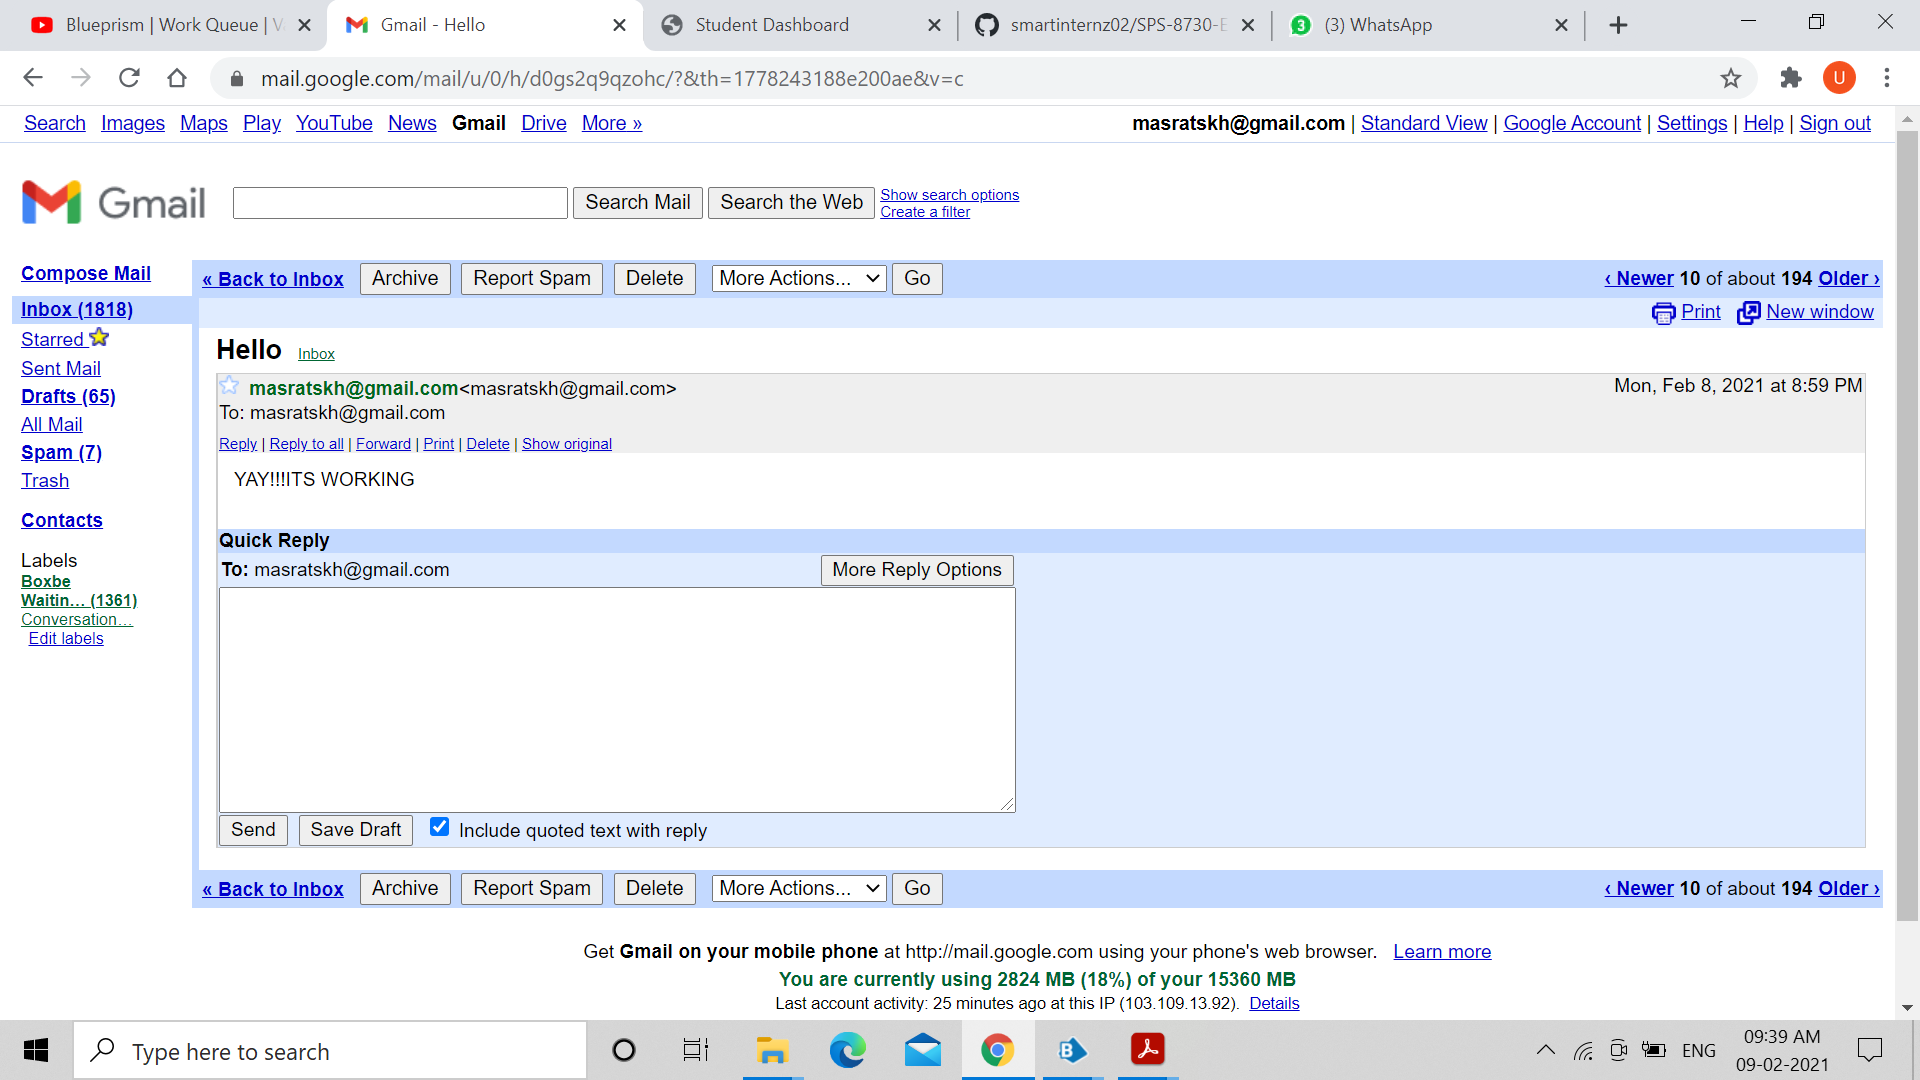 Blueprism | Work Queue |
Gmail - Hello
Student Dashboard
smartinternz02/SPS-8730-
3 (3) WhatsApp
mail.google.com/mail/u/0/h/d0gs2q9qzohc/?&th=1778243188e200ae&v=c
U
Search Images Maps Play YouTube News Gmail Drive More »
masratskh@gmail.com | Standard View | Google Account | Settings | Help | Sign out
Gmail
Search Mail
Search the Web
Show search options
Create a filter
Compose Mail
Inbox (1818)
Starred
Sent Mail
Drafts (65)
All Mail
Spam (7)
Trash
Contacts
Labels
Boxbe
Waitin... (1361)
Conversation...
Edit labels
« Back to Inbox Archive Report Spam Delete More Actions... Go
‹ Newer 10 of about 194 Older ›
Print New window
Hello Inbox
masratskh@gmail.com<masratskh@gmail.com>
Mon, Feb 8, 2021 at 8:59 PM
To: masratskh@gmail.com
Reply | Reply to all | Forward | Print | Delete | Show original
YAY!!!ITS WORKING
Quick Reply
To: masratskh@gmail.com
More Reply Options
Send Save Draft Include quoted text with reply
« Back to Inbox Archive Report Spam Delete More Actions... Go
‹ Newer 10 of about 194 Older ›
Get Gmail on your mobile phone at http://mail.google.com using your phone's web browser. Learn more
You are currently using 2824 MB (18%) of your 15360 MB
Last account activity: 25 minutes ago at this IP (103.109.13.92). Details
Type here to search
ENG
09:39 AM
09-02-2021